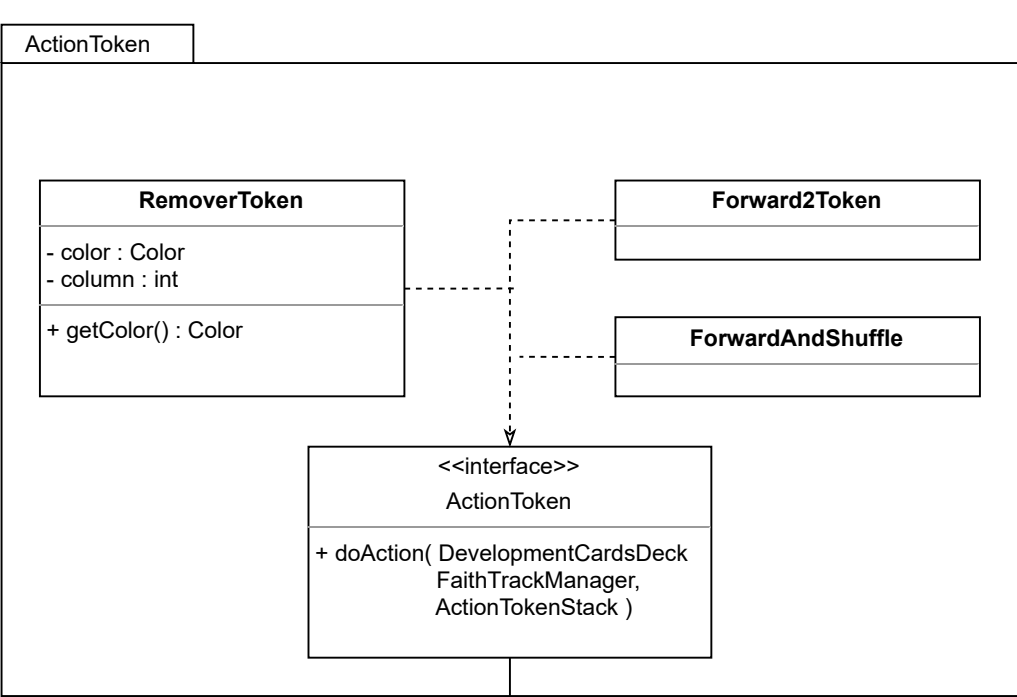 ActionToken
RemoverToken
- color : Color
- column : int
+ getColor() : Color
Forward2Token
ForwardAndShuffle
<<interface>>
ActionToken
+ doAction( DevelopmentCardsDeck
FaithTrackManager,
ActionTokenStack )